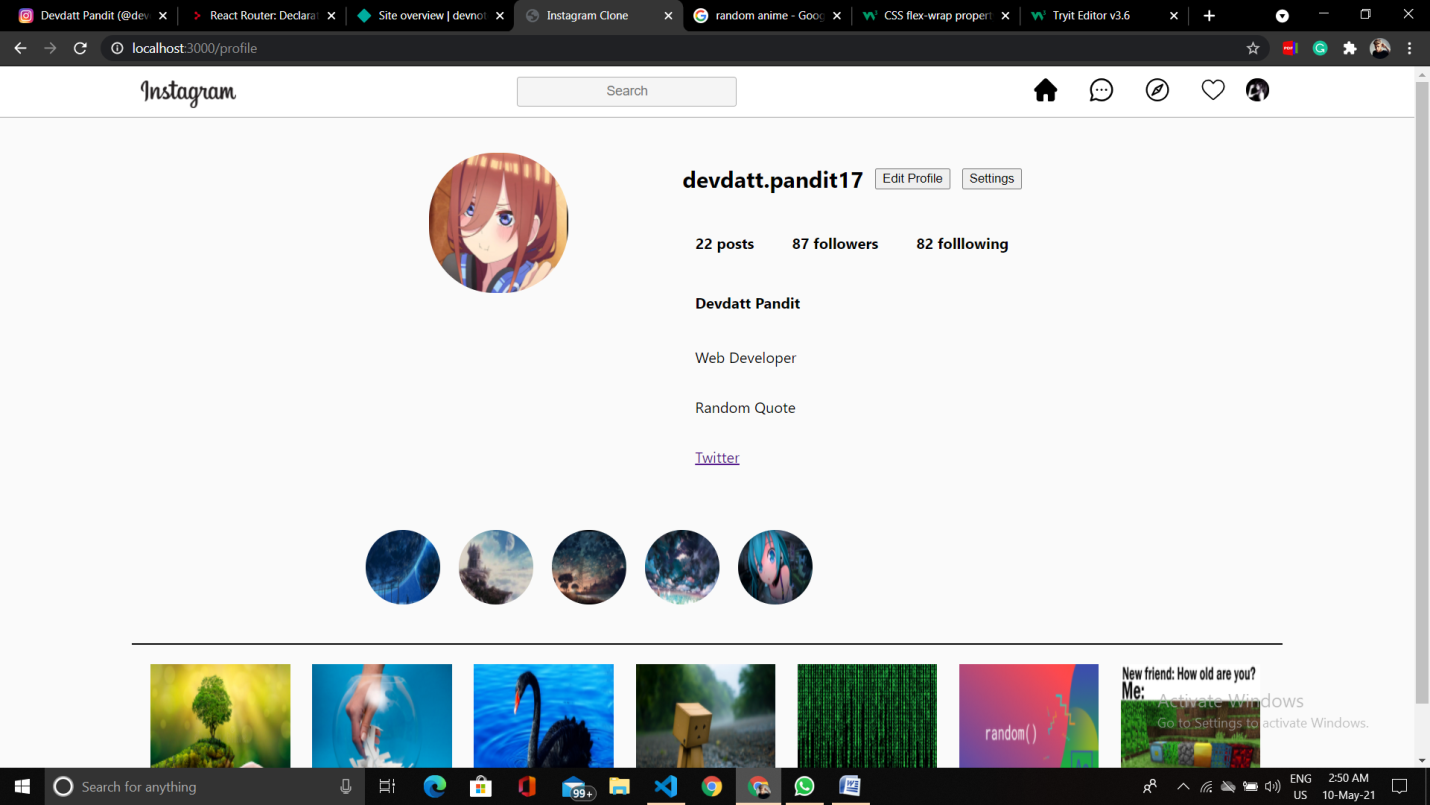 Devdatt Pandit (@dev
React Router: Declarat
Site overview | devnot
Instagram Clone
random anime - Goog
CSS flex-wrap propert
Tryit Editor v3.6
localhost:3000/profile
Instagram
Search
devdatt.pandit17
Edit Profile
Settings
22 posts
87 followers
82 folllowing
Devdatt Pandit
Web Developer
Random Quote
Twitter
random()
New friend: How old are you?
Me:
Activate Windows
Go to Settings to activate Windows.
Search for anything
99+
ENG
US
2:50 AM
10-May-21